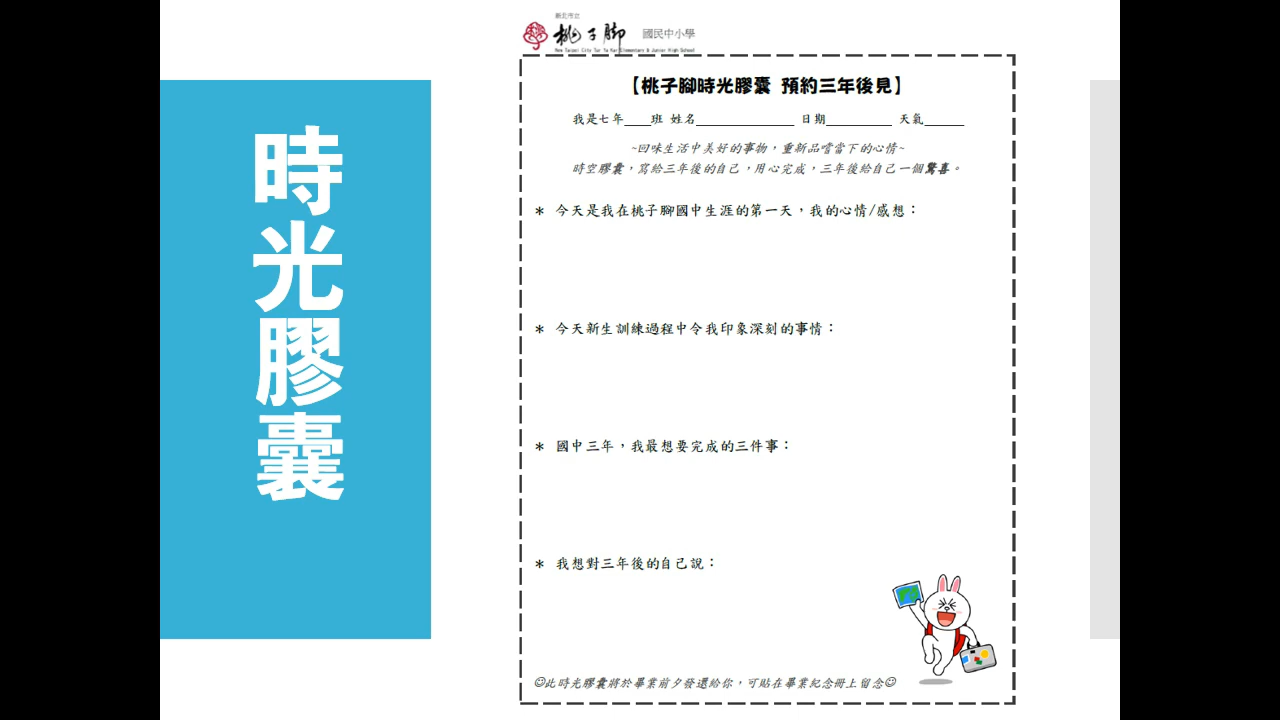 時光膠囊
新北市立
桃子腳 國民中小學
New Taipei City Tao Zu Kar Elementary & Junior High School
【桃子腳時光膠囊 預約三年後見】
我是七年____班 姓名______________ 日期_________ 天氣______
~回味生活中美好的事物，重新品嚐當下的心情~
時空膠囊，寫給三年後的自己，用心完成，三年後給自己一個驚喜。
* 今天是我在桃子腳國中生涯的第一天，我的心情/感想：
* 今天新生訓練過程中令我印象深刻的事情：
* 國中三年，我最想要完成的三件事：
* 我想對三年後的自己說：
☺此時光膠囊將於畢業前夕發還給你，可貼在畢業紀念冊上留念☺